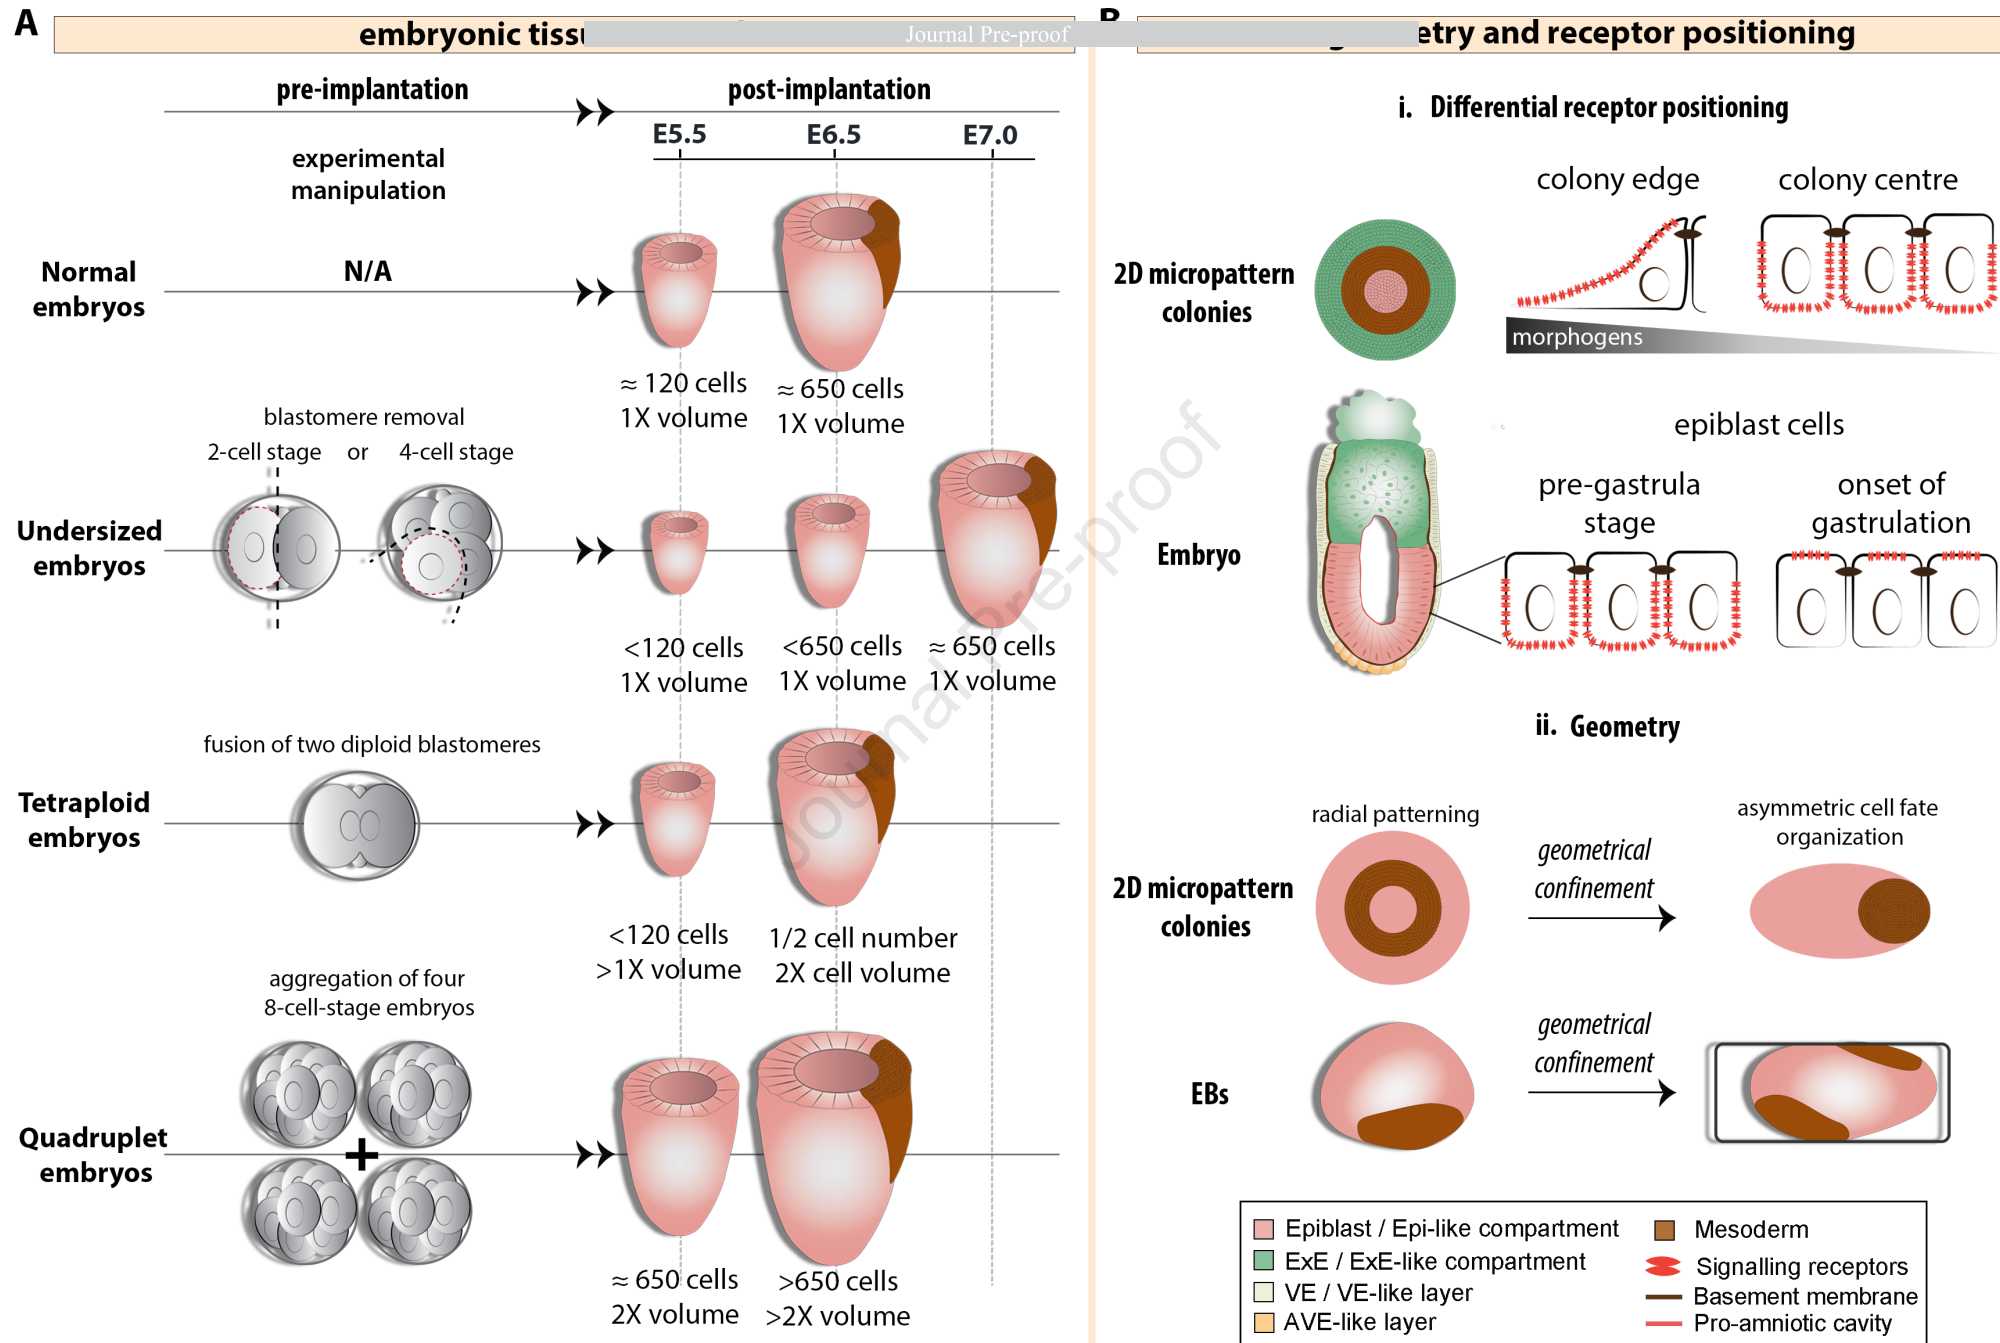 A
embryonic
Journal Pre-proof
B
and receptor positioning
pre-implantation
post-implantation
E5.5
E6.5
E7.0
experimental
manipulation
Normal
embryos
N/A
≈ 120 cells
1X volume
≈ 650 cells
1X volume
blastomere removal
2-cell stage or 4-cell stage
Undersized
embryos
<120 cells
1X volume
<650 cells
1X volume
≈ 650 cells
1X volume
fusion of two diploid blastomeres
Tetraploid
embryos
<120 cells
>1X volume
1/2 cell number
2X cell volume
aggregation of four
8-cell-stage embryos
Quadruplet
embryos
+
≈ 650 cells
2X volume
>650 cells
>2X volume
Journal Pre-proof
i. Differential receptor positioning
colony edge
colony centre
2D micropattern
colonies
morphogens
epiblast cells
pre-gastrula
stage
onset of
gastrulation
Embryo
ii. Geometry
radial patterning
asymmetric cell fate
organization
2D micropattern
colonies
geometrical
confinement
EBs
geometrical
confinement
Epiblast / Epi-like compartment
ExE / ExE-like compartment
VE / VE-like layer
AVE-like layer
Mesoderm
Signalling receptors
Basement membrane
Pro-amniotic cavity